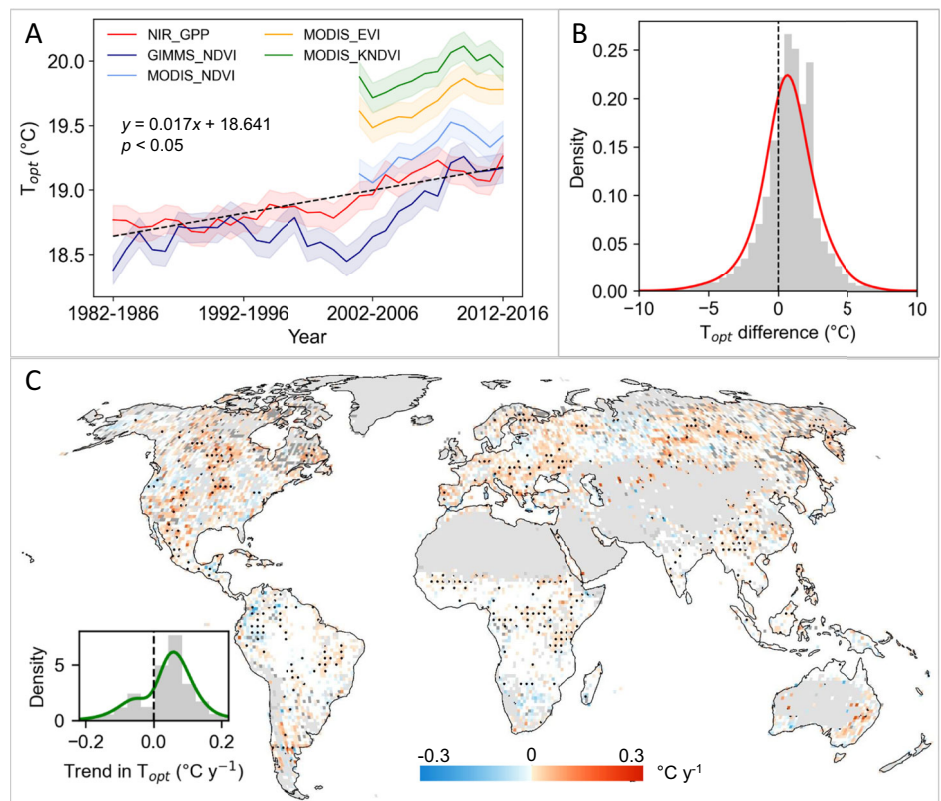 A
NIR_GPP
MODIS_EVI
GIMMS_NDVI
MODIS_KNDVI
MODIS_NDVI
y = 0.017x + 18.641
p < 0.05
20.0
19.5
19.0
18.5
T_opt (°C)
1982-1986 1992-1996 2002-2006 2012-2016
Year
B
0.25
0.20
0.15
0.10
0.05
0.00
Density
−10 −5 0 5 10
T_opt difference (°C)
C
5
0
Density
−0.2 0.0 0.2
Trend in T_opt (°C y⁻¹)
-0.3 0 0.3
°C y⁻¹